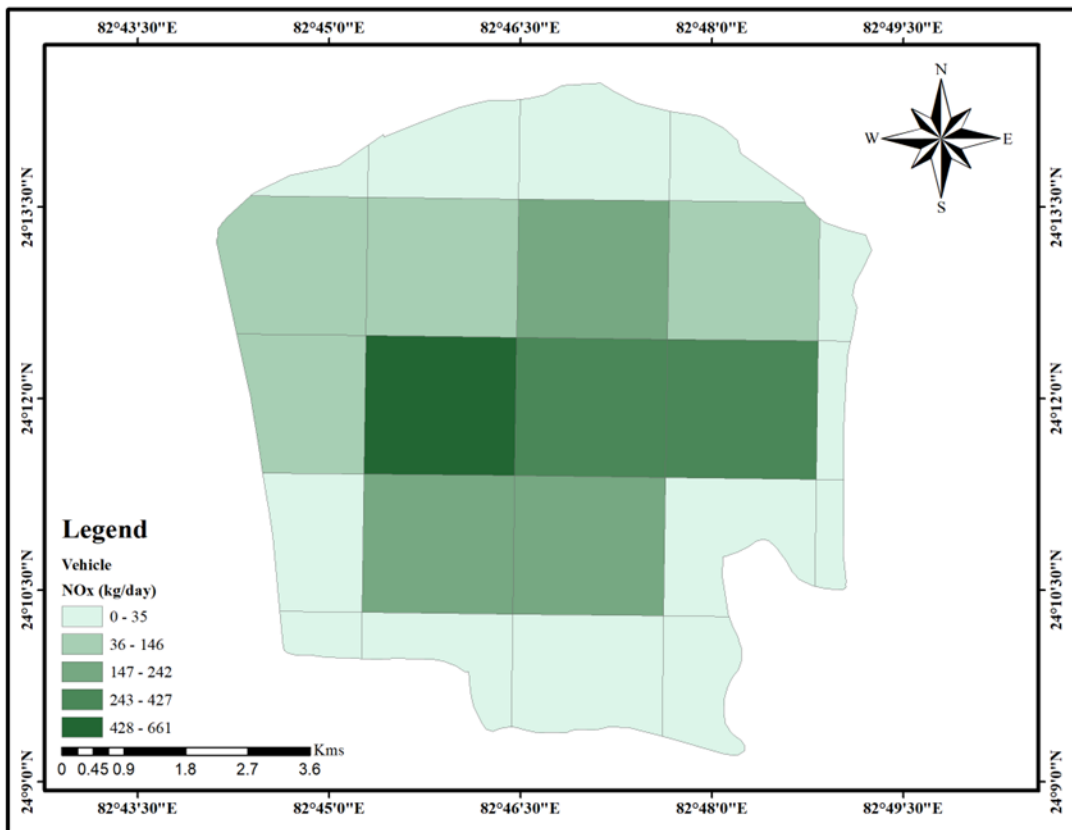 82°43'30"E 82°45'0"E 82°46'30"E 82°48'0"E 82°49'30"E
N
W E
S
24°13'30"N 24°13'30"N
24°12'0"N 24°12'0"N
24°10'30"N 24°10'30"N
24°9'0"N 24°9'0"N
Legend
Vehicle
NOx (kg/day)
0 - 35
36 - 146
147 - 242
243 - 427
428 - 661
Kms
0 0.45 0.9 1.8 2.7 3.6
82°43'30"E 82°45'0"E 82°46'30"E 82°48'0"E 82°49'30"E